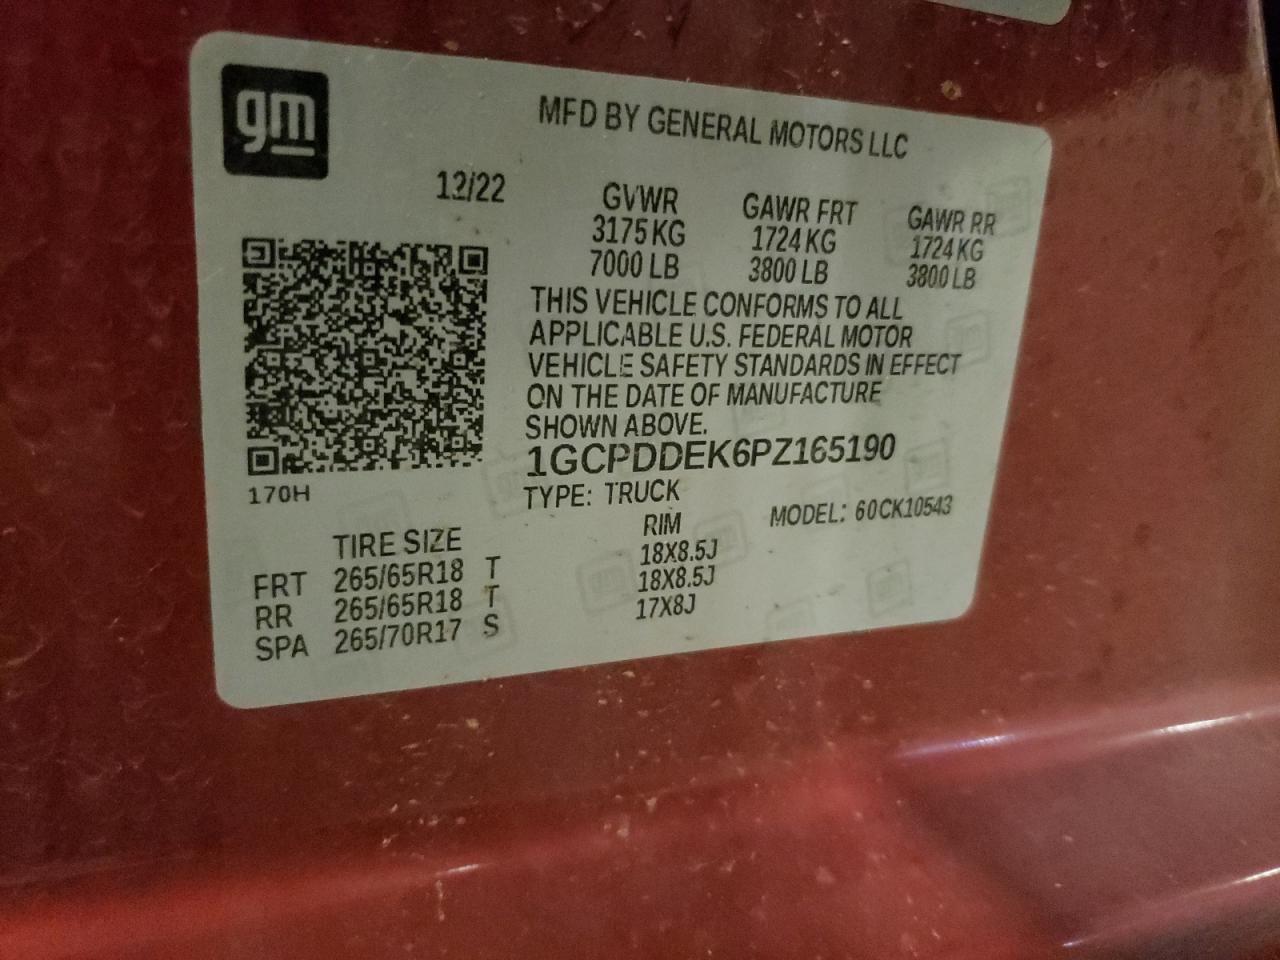 gm
MFD BY GENERAL MOTORS LLC
12/22
GVWR GAWR FRT GAWR RR
3175 KG 1724 KG 1724 KG
7000 LB 3800 LB 3800 LB
THIS VEHICLE CONFORMS TO ALL
APPLICABLE U.S. FEDERAL MOTOR
VEHICLE SAFETY STANDARDS IN EFFECT
ON THE DATE OF MANUFACTURE
SHOWN ABOVE.
1GCPDDEK6PZ165190
170H
TYPE: TRUCK MODEL: 60CK10543
TIRE SIZE RIM
FRT 265/65R18 T 18X8.5J
RR 265/65R18 T 18X8.5J
SPA 265/70R17 S 17X8J